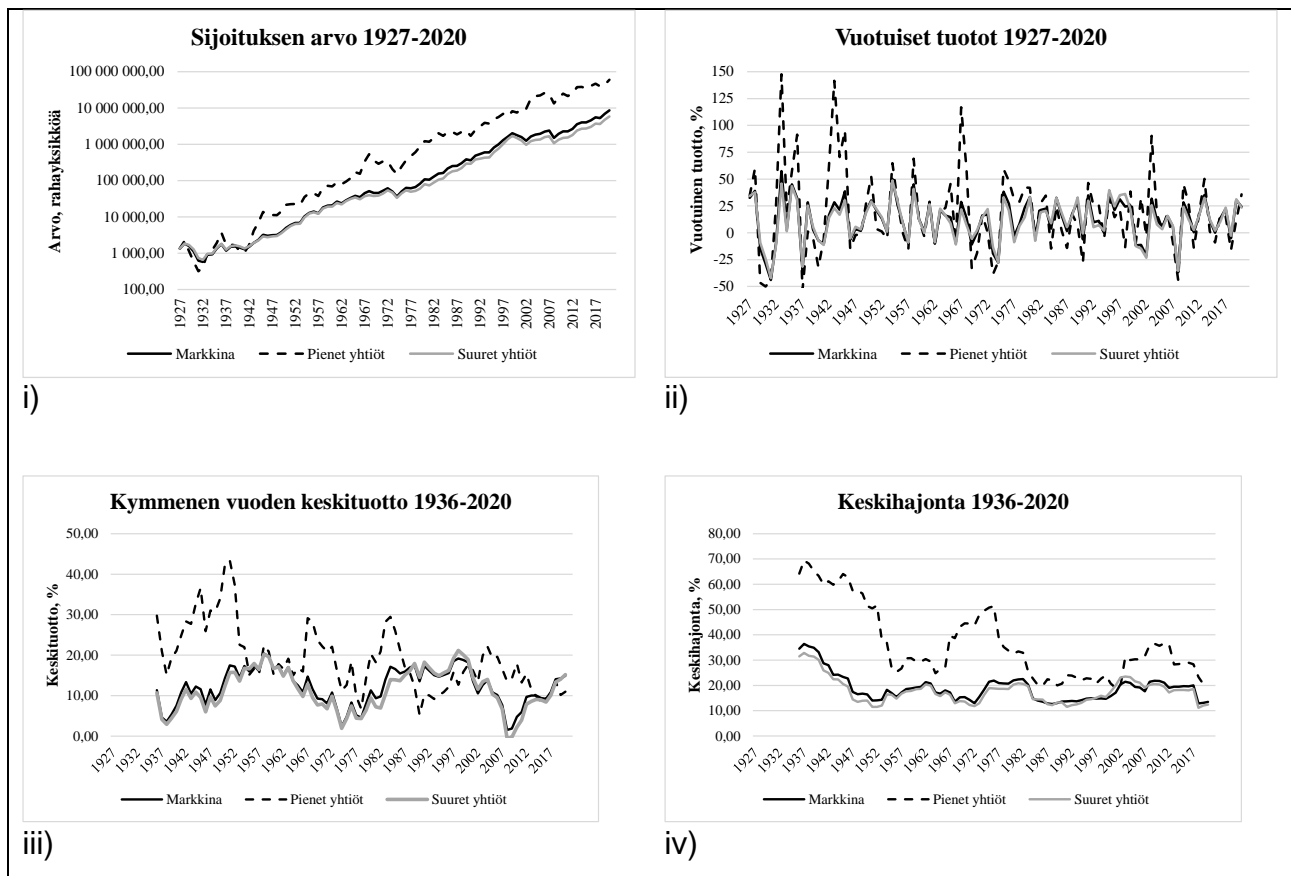 Sijoituksen arvo 1927-2020
Arvo, rahayksikköä
100 000 000,00
10 000 000,00
1 000 000,00
100 000,00
10 000,00
1 000,00
100,00
1927 1932 1937 1942 1947 1952 1957 1962 1967 1972 1977 1982 1987 1992 1997 2002 2007 2012 2017
Markkina Pienet yhtiöt Suuret yhtiöt
i)
Vuotuiset tuotot 1927-2020
Vuotuinen tuotto, %
150
125
100
75
50
25
0
-25
-50
1927 1932 1937 1942 1947 1952 1957 1962 1967 1972 1977 1982 1987 1992 1997 2002 2007 2012 2017
Markkina Pienet yhtiöt Suuret yhtiöt
ii)
Kymmenen vuoden keskituotto 1936-2020
Keskituotto, %
50,00
40,00
30,00
20,00
10,00
0,00
1927 1932 1937 1942 1947 1952 1957 1962 1967 1972 1977 1982 1987 1992 1997 2002 2007 2012 2017
Markkina Pienet yhtiöt Suuret yhtiöt
iii)
Keskihajonta 1936-2020
Keskihajonta, %
80,00
70,00
60,00
50,00
40,00
30,00
20,00
10,00
0,00
1927 1932 1937 1942 1947 1952 1957 1962 1967 1972 1977 1982 1987 1992 1997 2002 2007 2012 2017
Markkina Pienet yhtiöt Suuret yhtiöt
iv)